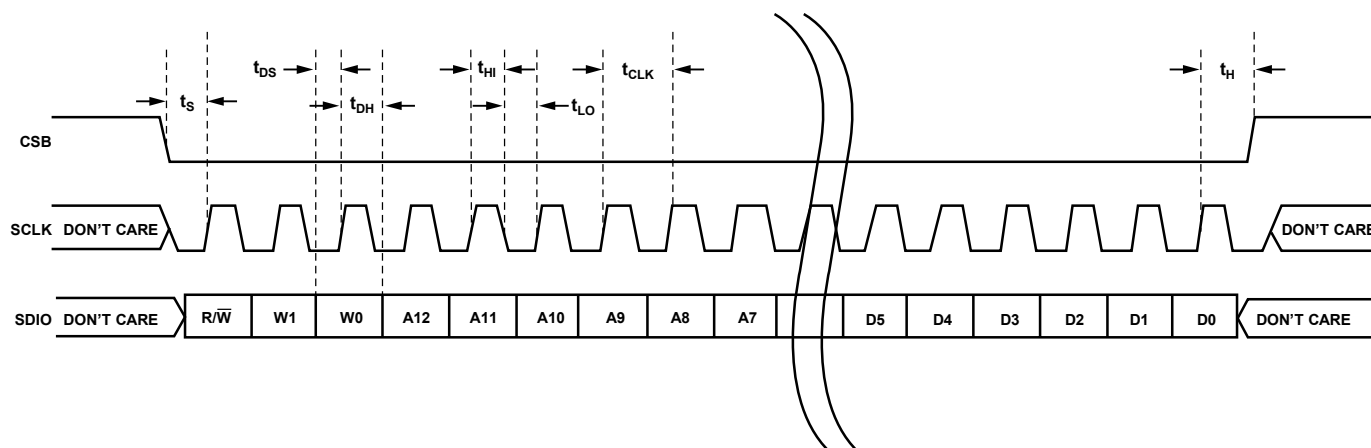 tDS
tHI
tCLK
tH
tS
tDH
tLO
CSB
SCLK DON'T CARE
DON'T CARE
SDIO DON'T CARE R/W̅ W1 W0 A12 A11 A10 A9 A8 A7 D5 D4 D3 D2 D1 D0 DON'T CARE